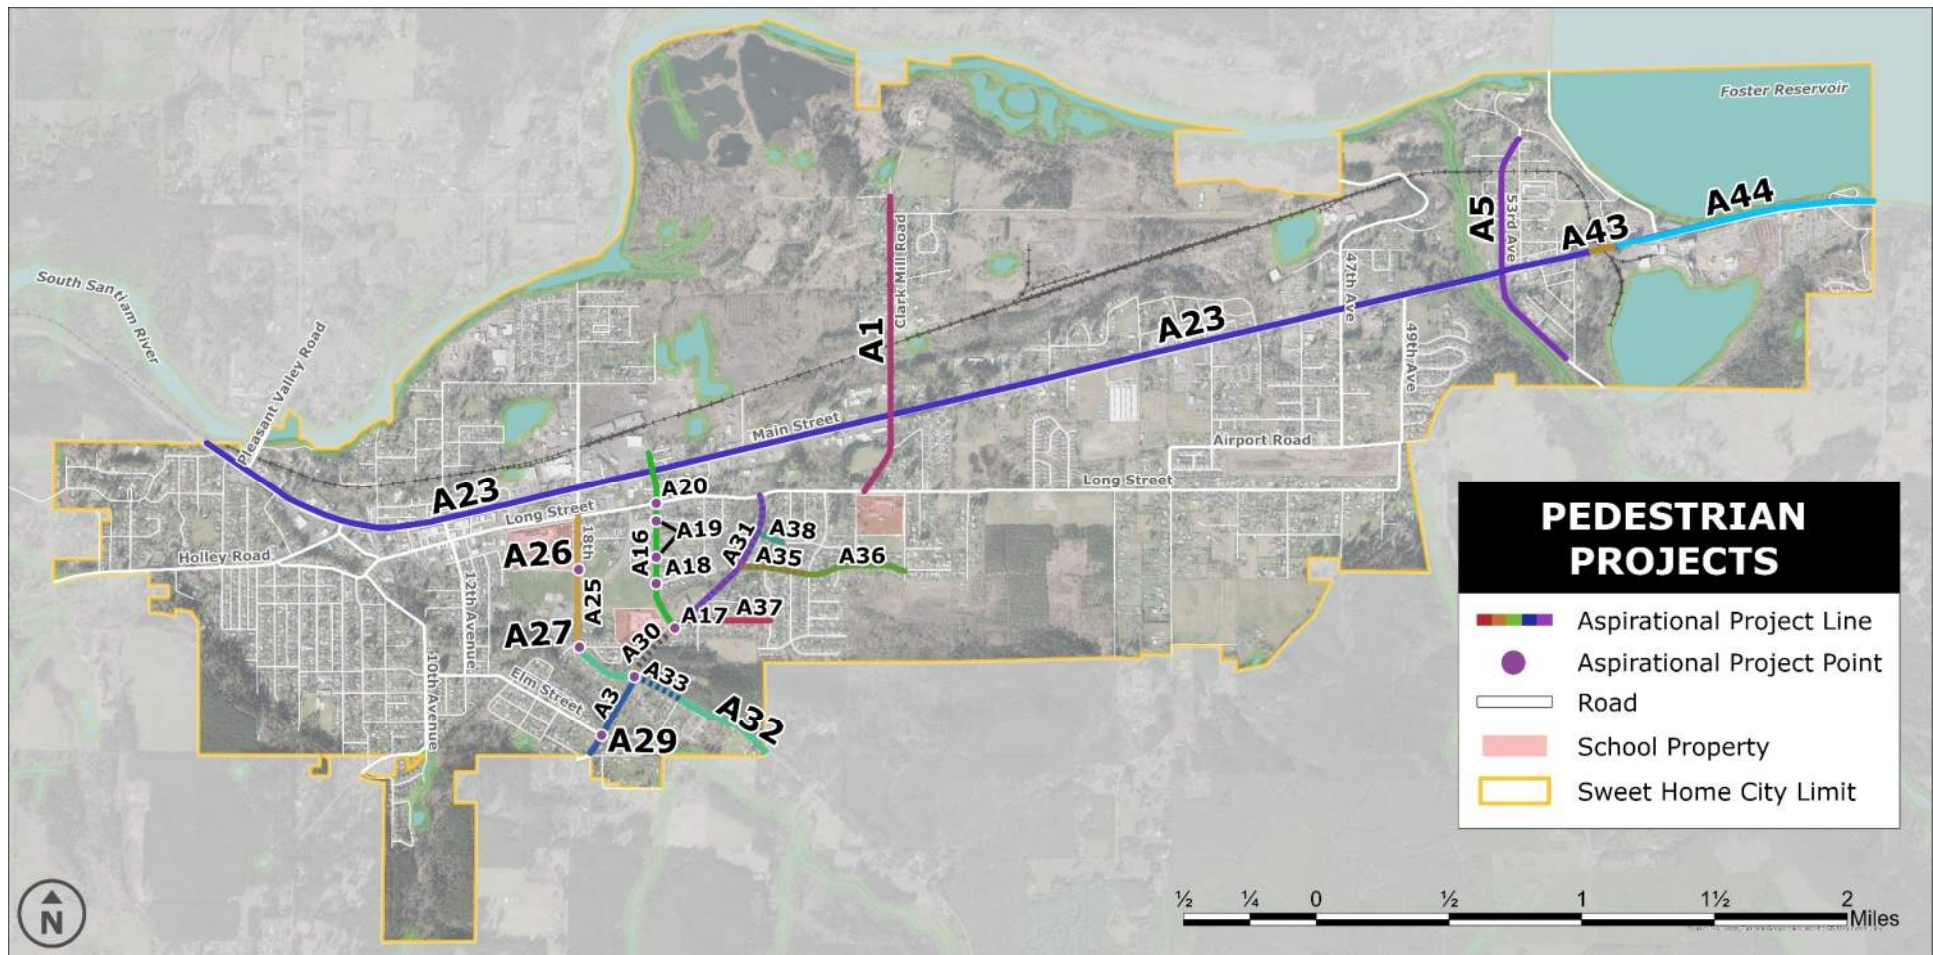 Foster Reservoir
A44
A5
53rd Ave
A43
Clark Mill Road
A1
A23
47th Ave
49th Ave
South Santiam River
Pleasant Valley Road
Main Street
Airport Road
A23
Long Street
Long Street
A20
A19
A16
18th
A26
Holley Road
A18
A31
A38
A35
A36
12th Avenue
A25
A17
A37
A27
A30
A33
10th Avenue
Elm Street
A3
A32
A29
PEDESTRIAN
PROJECTS
Aspirational Project Line
Aspirational Project Point
Road
School Property
Sweet Home City Limit
N
½ ¼ 0 ½ 1 1½ 2
Miles